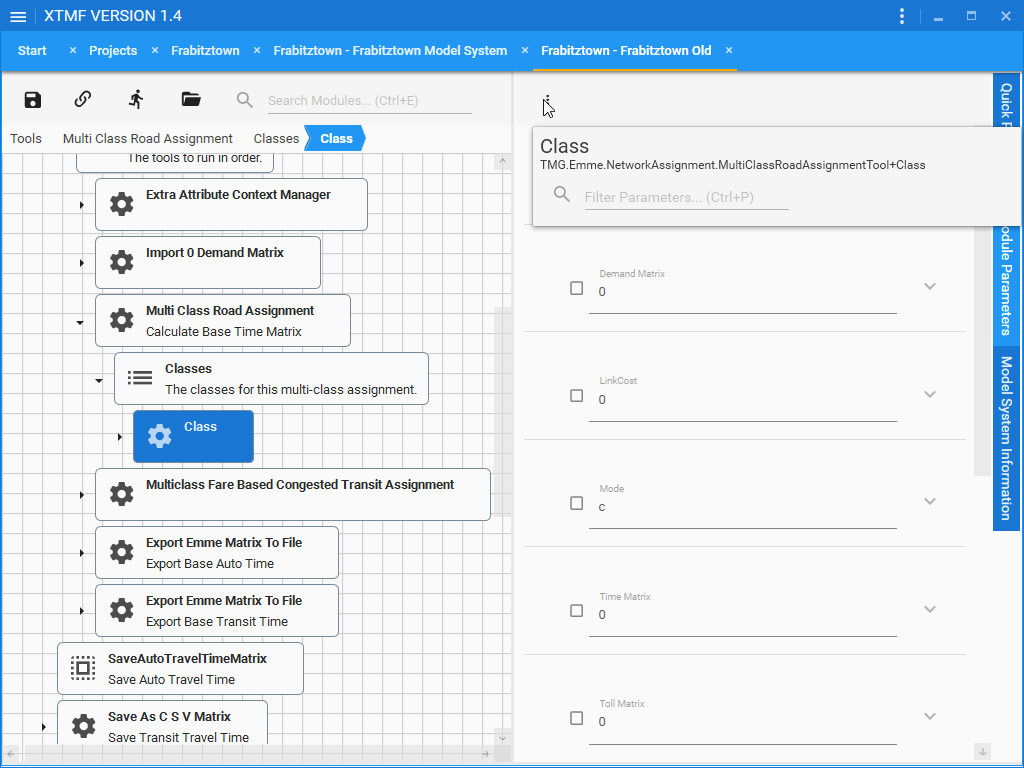 XTMF VERSION 1.4
Start × Projects × Frabitztown × Frabitztown - Frabitztown Model System × Frabitztown - Frabitztown Old ×
Search Modules... (Ctrl+E)
Tools Multi Class Road Assignment Classes Class
The tools to run in order.
Extra Attribute Context Manager
Import 0 Demand Matrix
Multi Class Road Assignment
Calculate Base Time Matrix
Classes
The classes for this multi-class assignment.
Class
Multiclass Fare Based Congested Transit Assignment
Export Emme Matrix To File
Export Base Auto Time
Export Emme Matrix To File
Export Base Transit Time
SaveAutoTravelTimeMatrix
Save Auto Travel Time
Save As C S V Matrix
Save Transit Travel Time
Class
TMG.Emme.NetworkAssignment.MultiClassRoadAssignmentTool+Class
Filter Parameters... (Ctrl+P)
Demand Matrix
0
LinkCost
0
Mode
c
Time Matrix
0
Toll Matrix
0
Quick
Parameters
Model System Information